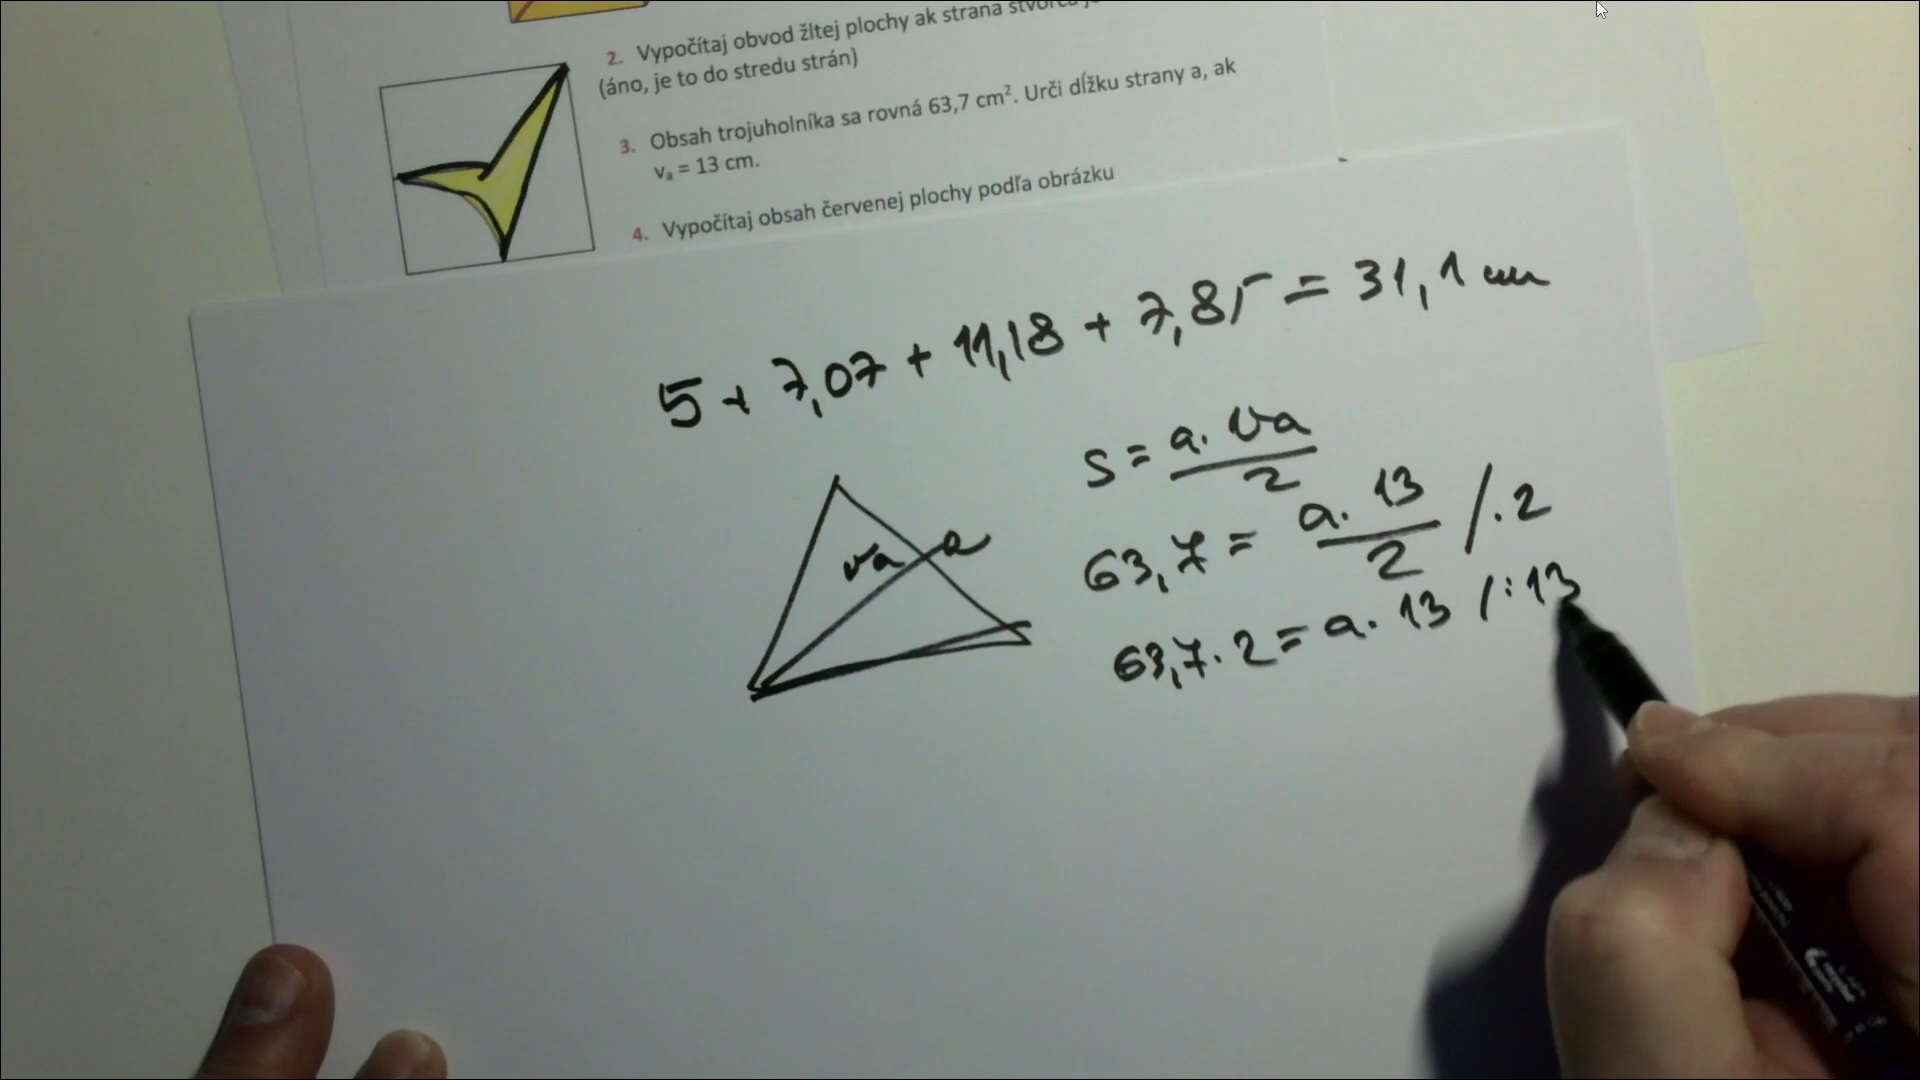 2. Vypočítaj obvod žltej plochy ak strana
(áno, je to do stredu strán)
3. Obsah trojuholníka sa rovná 63,7 cm². Urči dĺžku strany a, ak
vₐ = 13 cm.
4. Vypočítaj obsah červenej plochy podľa obrázku
5 + 7,07 + 11,18 + 7,85 = 31,1 cm
va a
S = a . va / 2
63,7 = a . 13 / 2 /.2
63,7 . 2 = a . 13 /:13